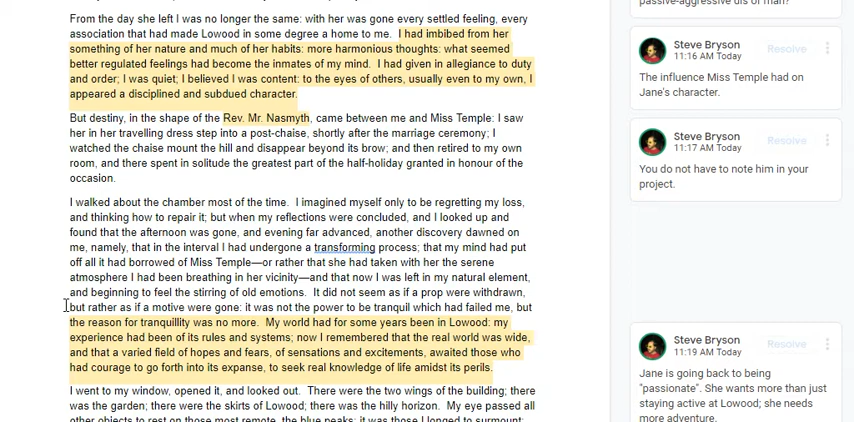 From the day she left I was no longer the same: with her was gone every settled feeling, every
association that had made Lowood in some degree a home to me.  I had imbibed from her
something of her nature and much of her habits: more harmonious thoughts: what seemed
better regulated feelings had become the inmates of my mind.  I had given in allegiance to duty
and order; I was quiet; I believed I was content: to the eyes of others, usually even to my own, I
appeared a disciplined and subdued character.
But destiny, in the shape of the Rev. Mr. Nasmyth, came between me and Miss Temple: I saw
her in her travelling dress step into a post-chaise, shortly after the marriage ceremony; I
watched the chaise mount the hill and disappear beyond its brow; and then retired to my own
room, and there spent in solitude the greatest part of the half-holiday granted in honour of the
occasion.
I walked about the chamber most of the time.  I imagined myself only to be regretting my loss,
and thinking how to repair it; but when my reflections were concluded, and I looked up and
found that the afternoon was gone, and evening far advanced, another discovery dawned on
me, namely, that in the interval I had undergone a transforming process; that my mind had put
off all it had borrowed of Miss Temple—or rather that she had taken with her the serene
atmosphere I had been breathing in her vicinity—and that now I was left in my natural element,
and beginning to feel the stirring of old emotions.  It did not seem as if a prop were withdrawn,
but rather as if a motive were gone: it was not the power to be tranquil which had failed me, but
the reason for tranquillity was no more.  My world had for some years been in Lowood: my
experience had been of its rules and systems; now I remembered that the real world was wide,
and that a varied field of hopes and fears, of sensations and excitements, awaited those who
had courage to go forth into its expanse, to seek real knowledge of life amidst its perils.
I went to my window, opened it, and looked out.  There were the two wings of the building; there
was the garden; there were the skirts of Lowood; there was the hilly horizon.  My eye passed all
other objects to rest on those most remote, the blue peaks; it was those I longed to surmount;
passive-aggressive dis of man?
Steve Bryson
11:16 AM Today
Resolve
The influence Miss Temple had on
Jane's character.
Steve Bryson
11:17 AM Today
Resolve
You do not have to note him in your
project.
Steve Bryson
11:19 AM Today
Resolve
Jane is going back to being
"passionate". She wants more than just
staying active at Lowood; she needs
more adventure.